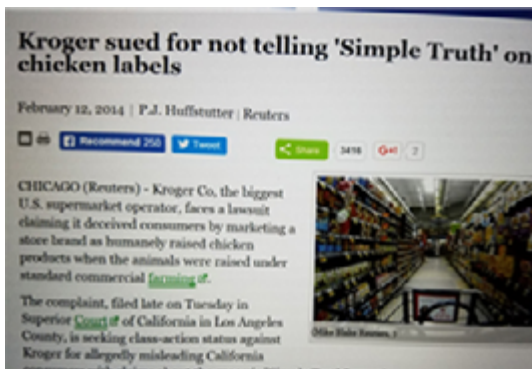 Kroger sued for not telling 'Simple Truth' on
chicken labels
February 12, 2014 | P.J. Huffstutter | Reuters
Recommend 250
Tweet
Share
3416
G+1
2
CHICAGO (Reuters) - Kroger Co, the biggest
U.S. supermarket operator, faces a lawsuit
claiming it deceived consumers by marketing a
store brand as humanely raised chicken
products when the animals were raised under
standard commercial farming.
The complaint, filed late on Tuesday in
Superior Court of California in Los Angeles
County, is seeking class-action status against
Kroger for allegedly misleading California
(Mike Blake Reuters,